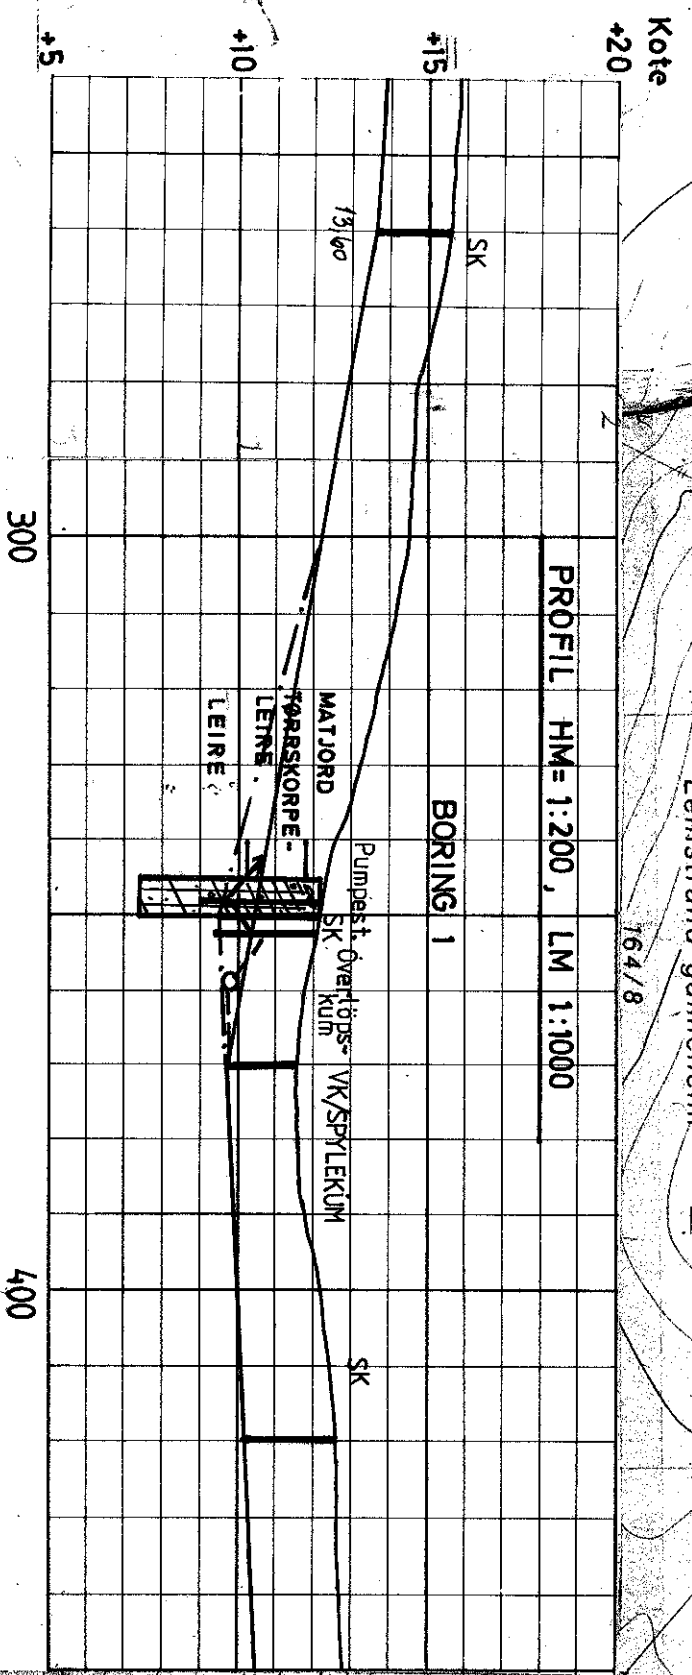 Kote
+20
+15
+10
+5
PROFIL HM= 1:200, LM 1:1000
164/8
SK
13,60
BORING 1
MATJORD
TØRRSKORPE-
LEIRE
LEIRE
Pumpest.
SK
Overløps-
kum
VK/SPYLEKUM
SK
300
400